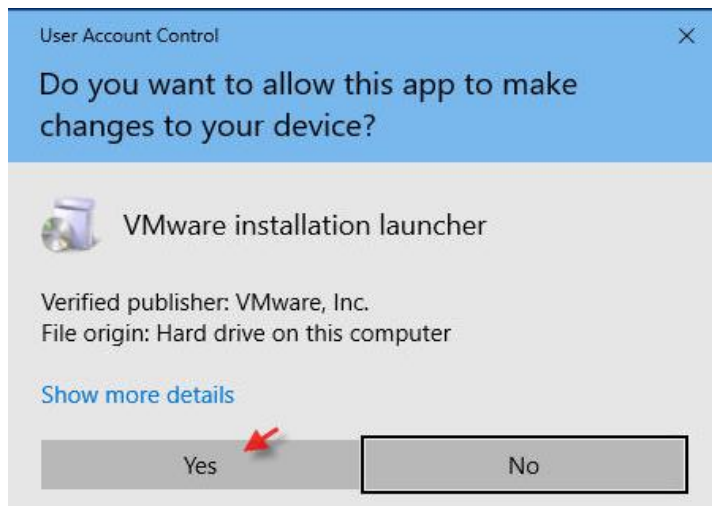 User Account Control
Do you want to allow this app to make
changes to your device?
VMware installation launcher
Verified publisher: VMware, Inc.
File origin: Hard drive on this computer
Show more details
Yes
No